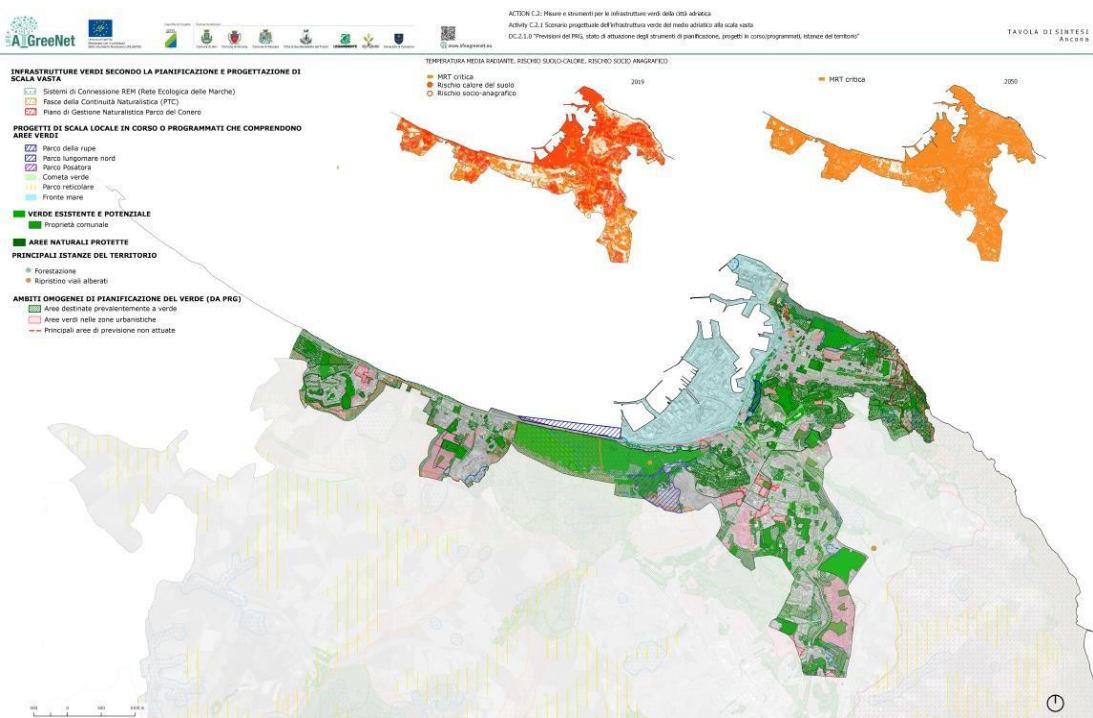 LIFE+
A_GreeNet
ACTION C.2: Misure e strumenti per le infrastrutture verdi della città adriatica
Activity C.2.1 Scenario progettuale dell'infrastruttura verde del medio adriatico alla scala vasta
DC.2.1.0 "Previsioni del PRG, stato di attuazione degli strumenti di pianificazione, progetti in corso/programmati, istanze del territorio"
TAVOLA DI SINTESI
Ancona
www.lifeagreenet.eu
TEMPERATURA MEDIA RADIANTE, RISCHIO SUOLO-CALORE, RISCHIO SOCIO ANAGRAFICO
MRT critica
Rischio calore del suolo
Rischio socio-anagrafico
2019
MRT critica
2050
INFRASTRUTTURE VERDI SECONDO LA PIANIFICAZIONE E PROGETTAZIONE DI
SCALA VASTA
Sistemi di Connessione REM (Rete Ecologica delle Marche)
Fasce della Continuità Naturalistica (PTC)
Piano di Gestione Naturalistica Parco del Conero
PROGETTI DI SCALA LOCALE IN CORSO O PROGRAMMATI CHE COMPRENDONO
AREE VERDI
Parco della rupe
Parco lungomare nord
Parco Posatora
Cometa verde
Parco reticolare
Fronte mare
VERDE ESISTENTE E POTENZIALE
Proprietà comunale
AREE NATURALI PROTETTE
PRINCIPALI ISTANZE DEL TERRITORIO
Forestazione
Ripristino viali alberati
AMBITI OMOGENEI DI PIANIFICAZIONE DEL VERDE (DA PRG)
Aree destinate prevalentemente a verde
Aree verdi nelle zone urbanistiche
Principali aree di previsione non attuate